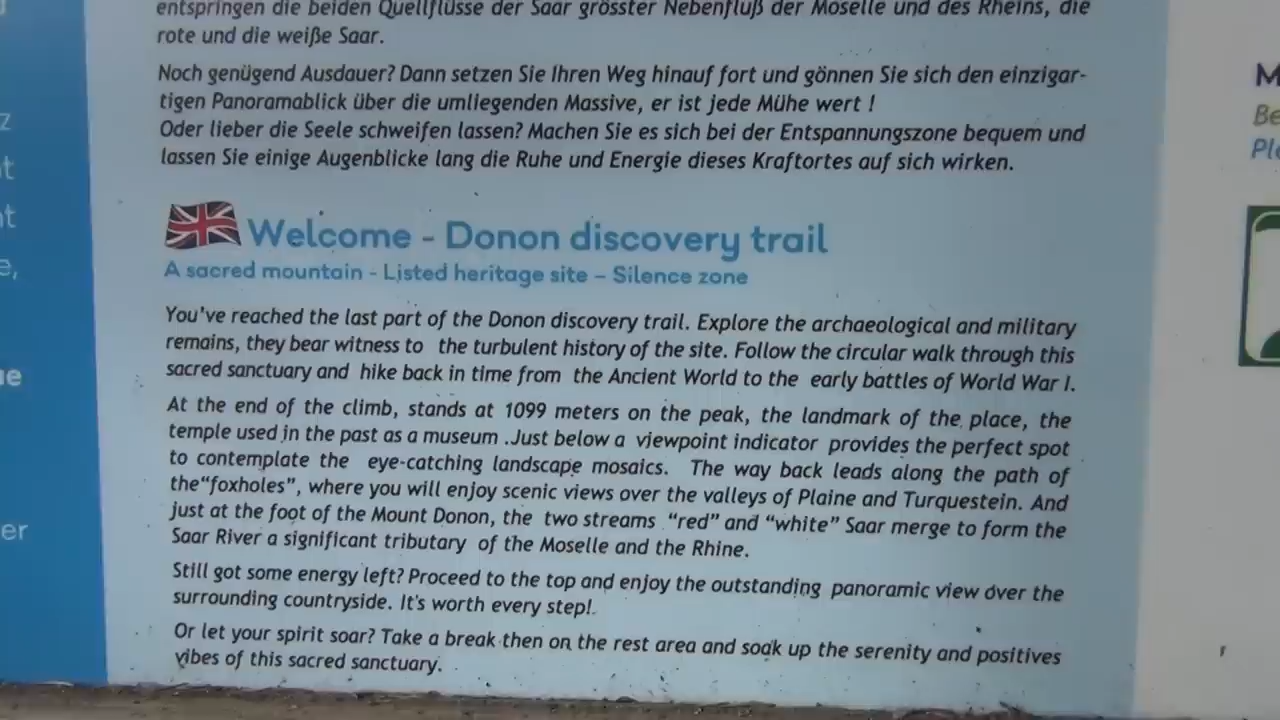 entspringen die beiden Quellflüsse der Saar grösster Nebenfluß der Moselle und des Rheins, die
rote und die weiße Saar.
Noch genügend Ausdauer? Dann setzen Sie Ihren Weg hinauf fort und gönnen Sie sich den einzigar-
tigen Panoramablick über die umliegenden Massive, er ist jede Mühe wert !
Oder lieber die Seele schweifen lassen? Machen Sie es sich bei der Entspannungszone bequem und
lassen Sie einige Augenblicke lang die Ruhe und Energie dieses Kraftortes auf sich wirken.
Welcome - Donon discovery trail
A sacred mountain - Listed heritage site – Silence zone
You've reached the last part of the Donon discovery trail. Explore the archaeological and military
remains, they bear witness to the turbulent history of the site. Follow the circular walk through this
sacred sanctuary and hike back in time from the Ancient World to the early battles of World War I.
At the end of the climb, stands at 1099 meters on the peak, the landmark of the place, the
temple used in the past as a museum .Just below a viewpoint indicator provides the perfect spot
to contemplate the eye-catching landscape mosaics. The way back leads along the path of
the“foxholes”, where you will enjoy scenic views over the valleys of Plaine and Turquestein. And
just at the foot of the Mount Donon, the two streams “red” and “white” Saar merge to form the
Saar River a significant tributary of the Moselle and the Rhine.
Still got some energy left? Proceed to the top and enjoy the outstanding panoramic view over the
surrounding countryside. It's worth every step!
Or let your spirit soar? Take a break then on the rest area and soak up the serenity and positives
vibes of this sacred sanctuary.